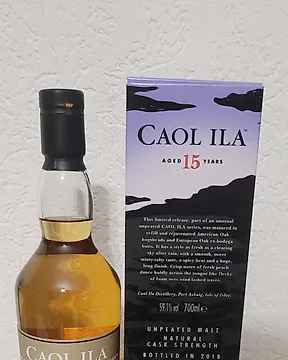 CAOL ILA™
AGED 15 YEARS
This limited release, part of an unusual
unpeated CAOL ILA series, was matured in
refill and rejuvenated American Oak
hogsheads and European Oak ex-bodega
butts. It is as fresh as a clearing sky
after rain, with a smooth, sweet
minty-salty taste, a spicy heat and a huge,
long finish. Crisp notes of fresh peach
dance boldly across the tongue like flecks
of foam over wind-lashed waves.
Caol Ila Distillery, Port Askaig, Isle of Islay.
59.1%vol 700ml℮
UNPEATED MALT
NATURAL
CASK STRENGTH
BOTTLED IN 2018
CAOL ILA